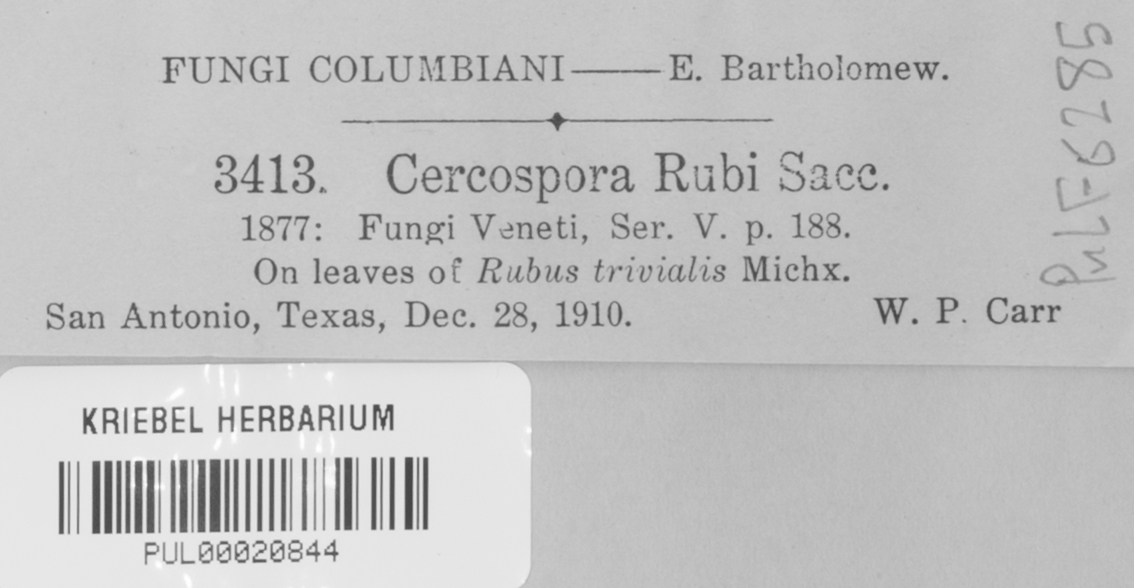 FUNGI COLUMBIANI——E. Bartholomew.
3413. Cercospora Rubi Sacc.
1877: Fungi Veneti, Ser. V. p. 188.
On leaves of Rubus trivialis Michx.
San Antonio, Texas, Dec. 28, 1910. W. P. Carr
PuLF6285
KRIEBEL HERBARIUM
PUL00020844